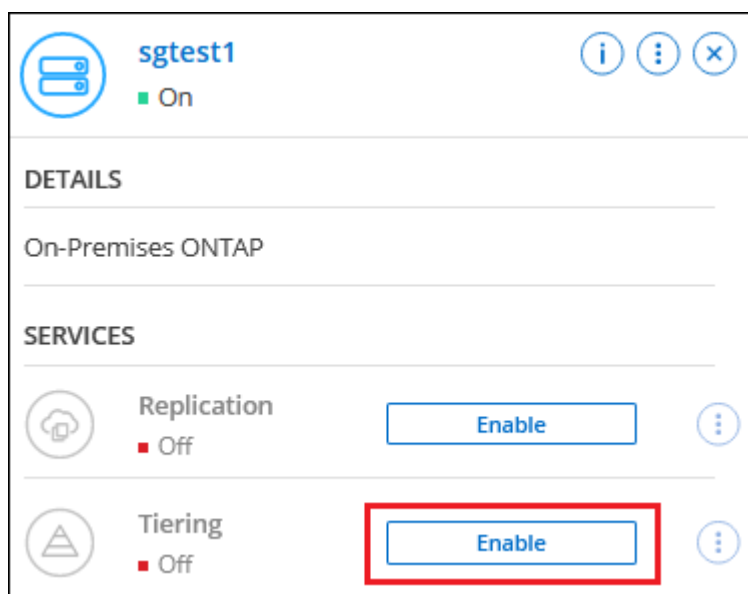 sgtest1
On
DETAILS
On-Premises ONTAP
SERVICES
Replication
Enable
Off
Tiering
Enable
Off